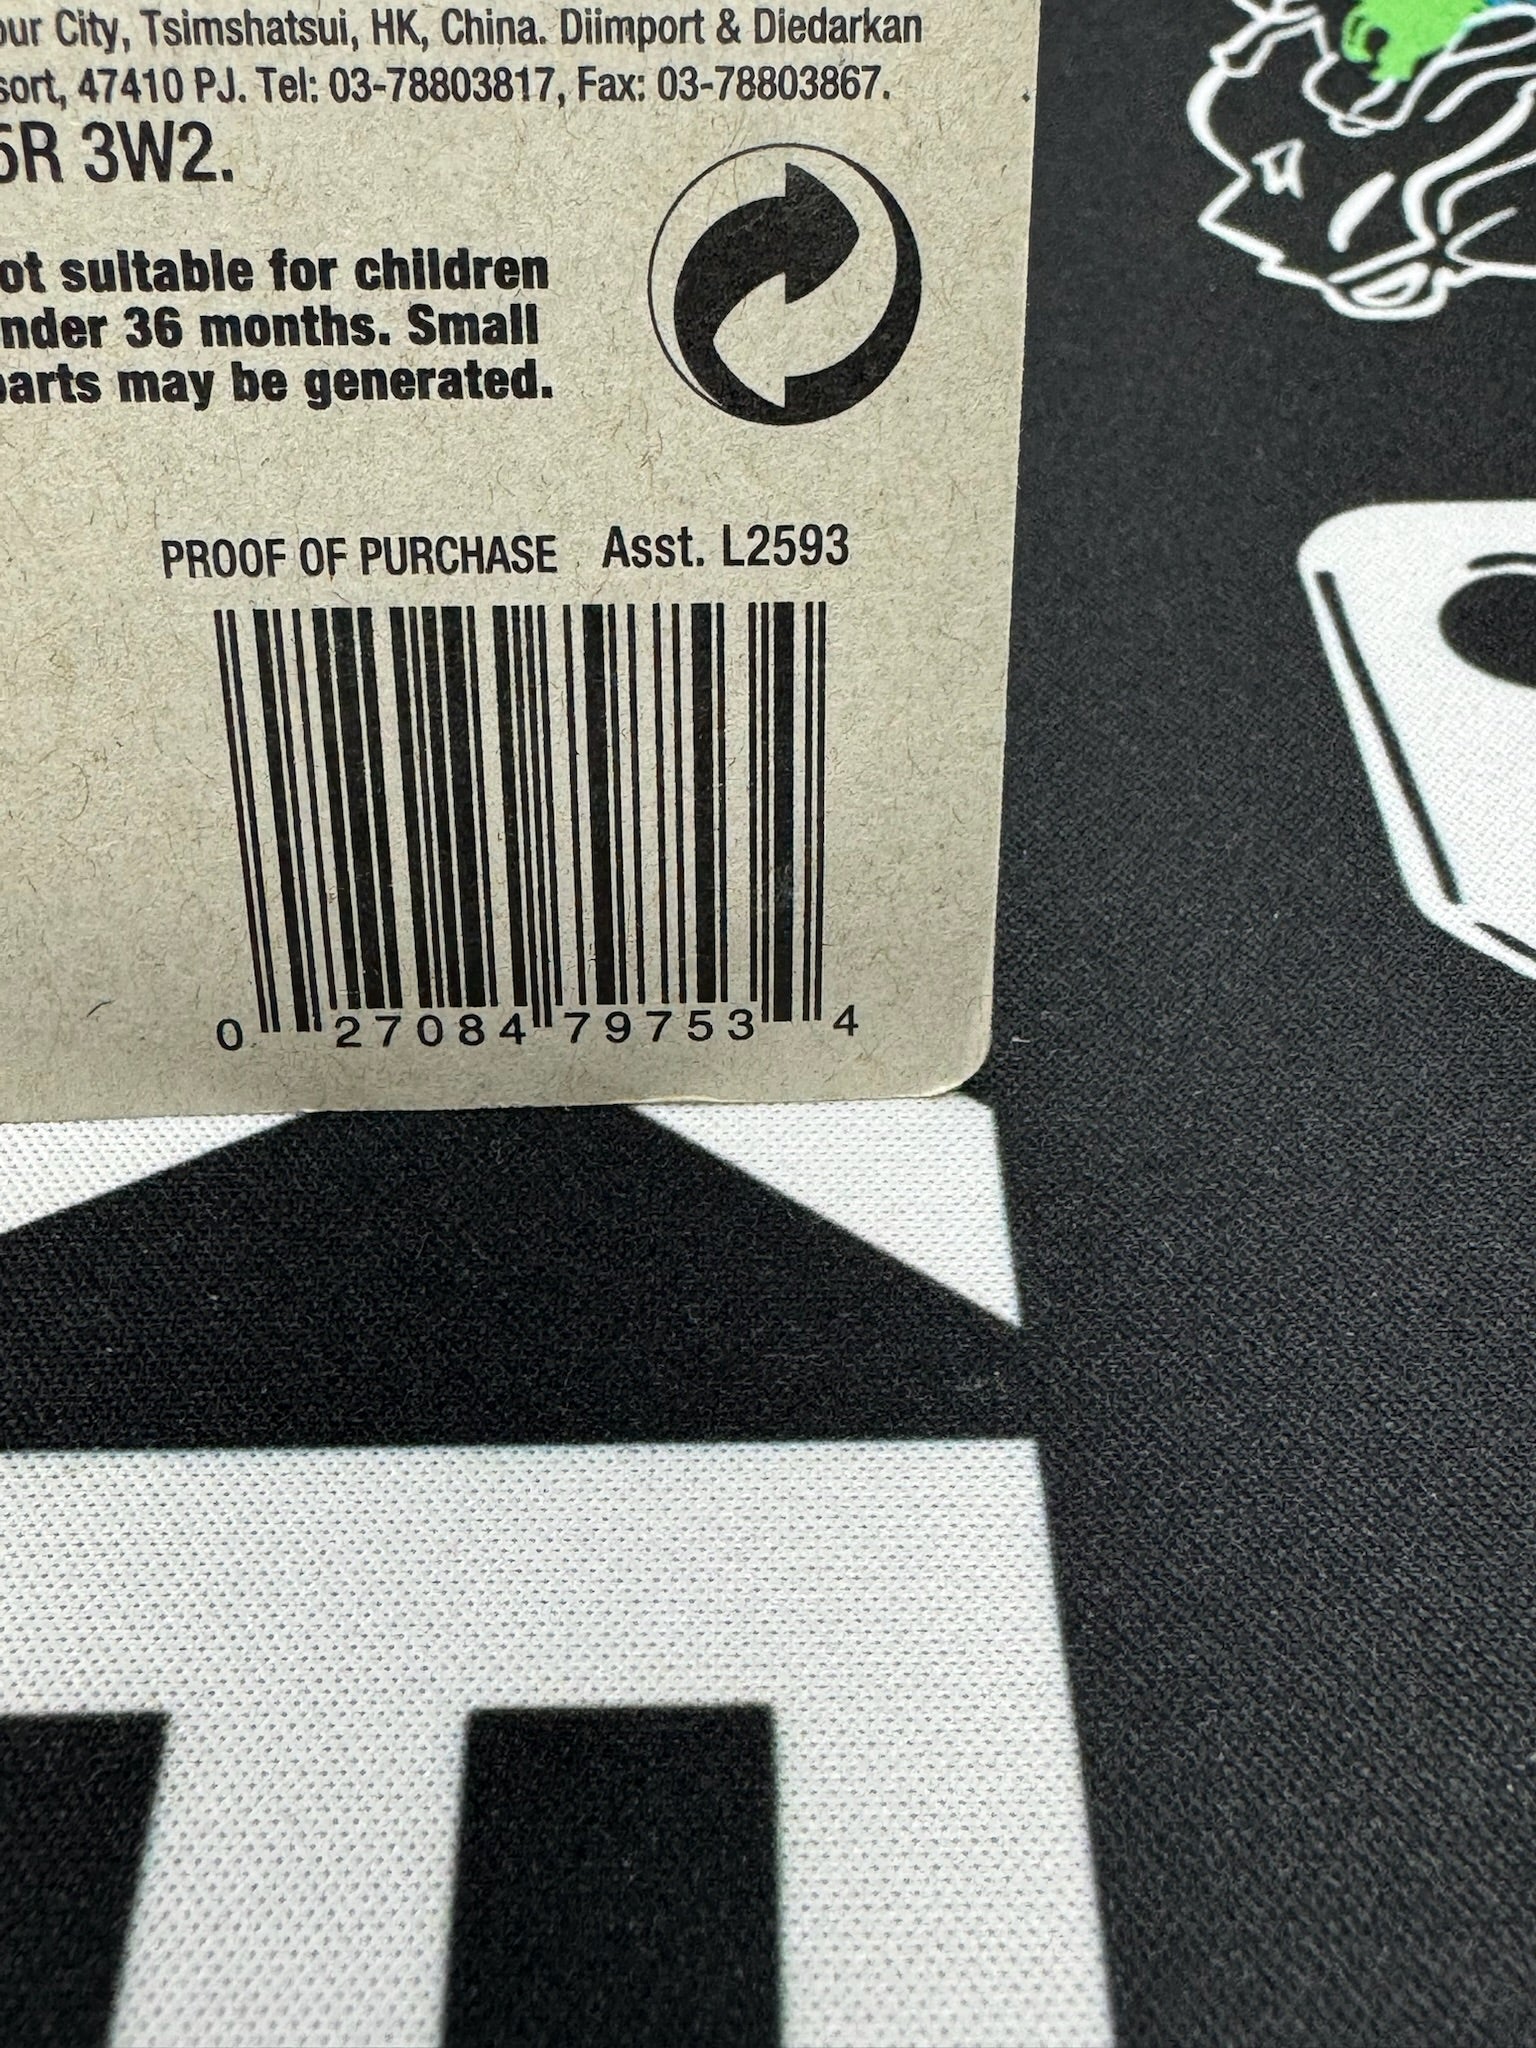 our City, Tsimshatsui, HK, China. Diimport & Diedarkan
sort, 47410 PJ. Tel: 03-78803817, Fax: 03-78803867.
5R 3W2.
ot suitable for children
nder 36 months. Small
parts may be generated.
PROOF OF PURCHASE Asst. L2593
0 27084 79753 4